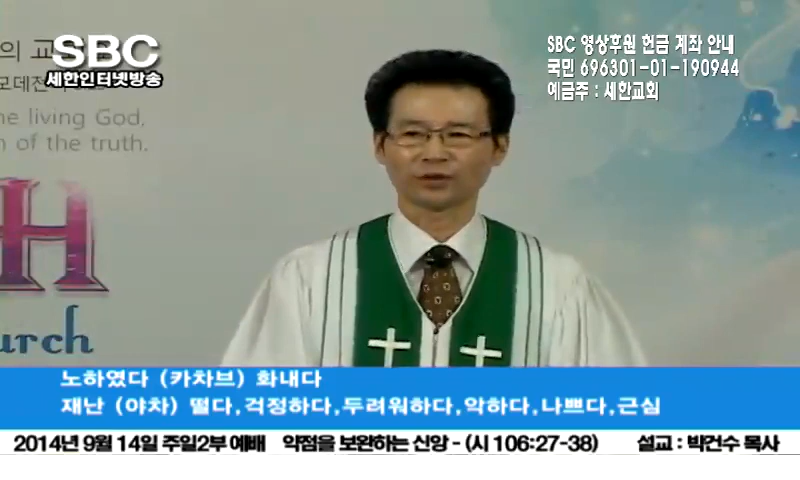 의 교
SBC
세한인터넷방송
모데전
e living God,
n of the truth.
H
urch
SBC 영상후원 헌금 계좌 안내
국민 696301-01-190944
예금주 : 세한교회
노하였다 (카차브) 화내다
재난 (야차) 떨다,걱정하다,두려워하다,악하다,나쁘다,근심
2014년 9월 14일 주일2부 예배 약점을 보완하는 신앙 - (시 106:27-38) 설교 : 박건수 목사